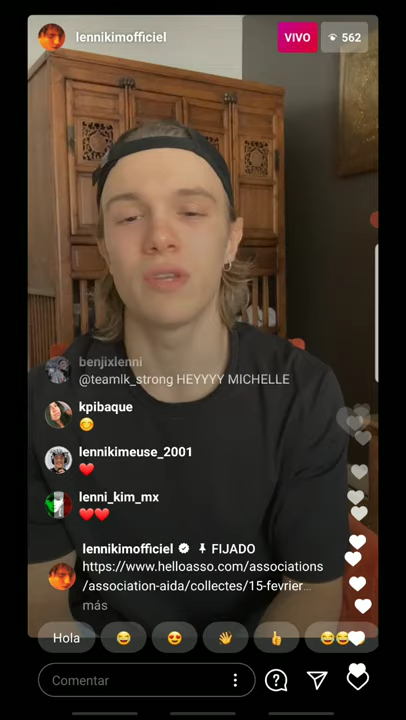 lennikimofficiel
VIVO
562
benjixlenni
@teamlk_strong HEYYYY MICHELLE
kpibaque
lennikimeuse_2001
lenni_kim_mx
lennikimofficiel FIJADO
https://www.helloasso.com/associations
/association-aida/collectes/15-fevrier...
más
Hola
Comentar